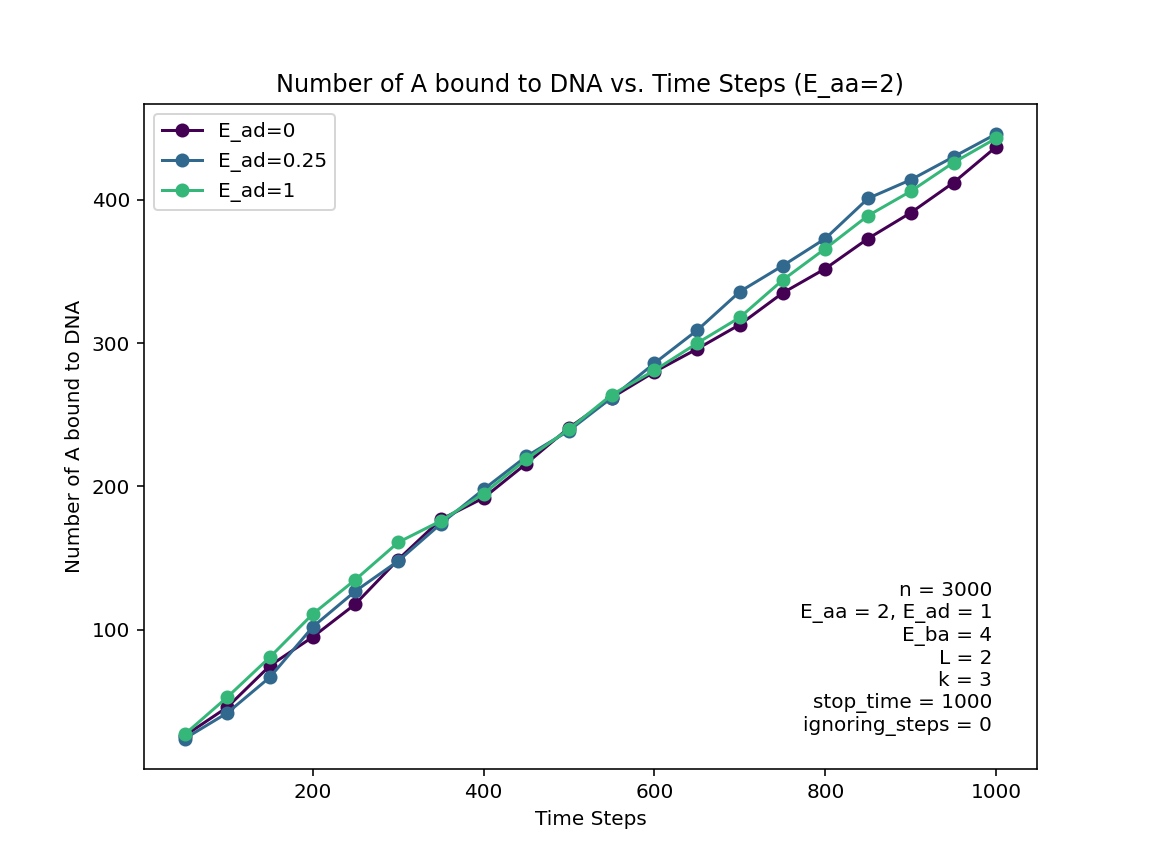 Number of A bound to DNA vs. Time Steps (E_aa=2)
E_ad=0
E_ad=0.25
E_ad=1
400
300
200
100
Number of A bound to DNA
n = 3000
E_aa = 2, E_ad = 1
E_ba = 4
L = 2
k = 3
stop_time = 1000
ignoring_steps = 0
200
400
600
800
1000
Time Steps